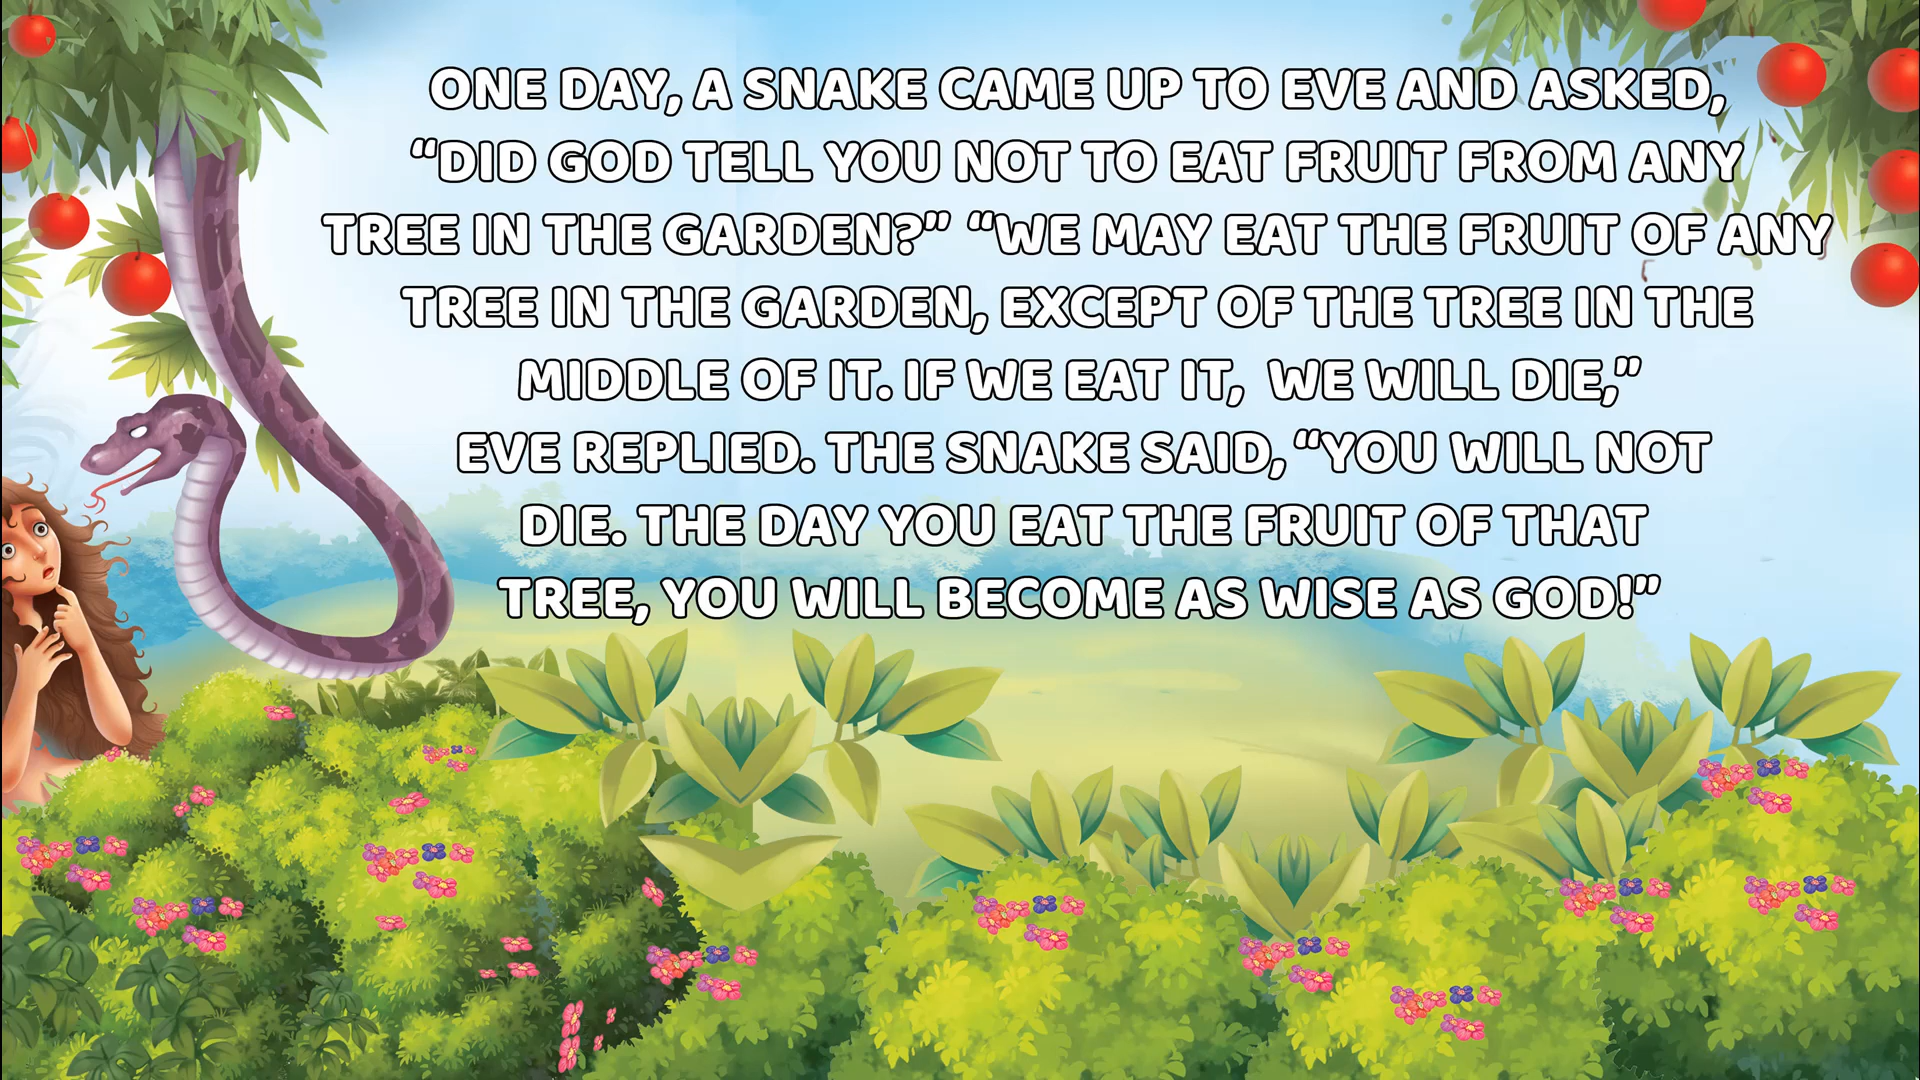 ONE DAY, A SNAKE CAME UP TO EVE AND ASKED,
“DID GOD TELL YOU NOT TO EAT FRUIT FROM ANY
TREE IN THE GARDEN?” “WE MAY EAT THE FRUIT OF ANY
TREE IN THE GARDEN, EXCEPT OF THE TREE IN THE
MIDDLE OF IT. IF WE EAT IT, WE WILL DIE,”
EVE REPLIED. THE SNAKE SAID, “YOU WILL NOT
DIE. THE DAY YOU EAT THE FRUIT OF THAT
TREE, YOU WILL BECOME AS WISE AS GOD!”